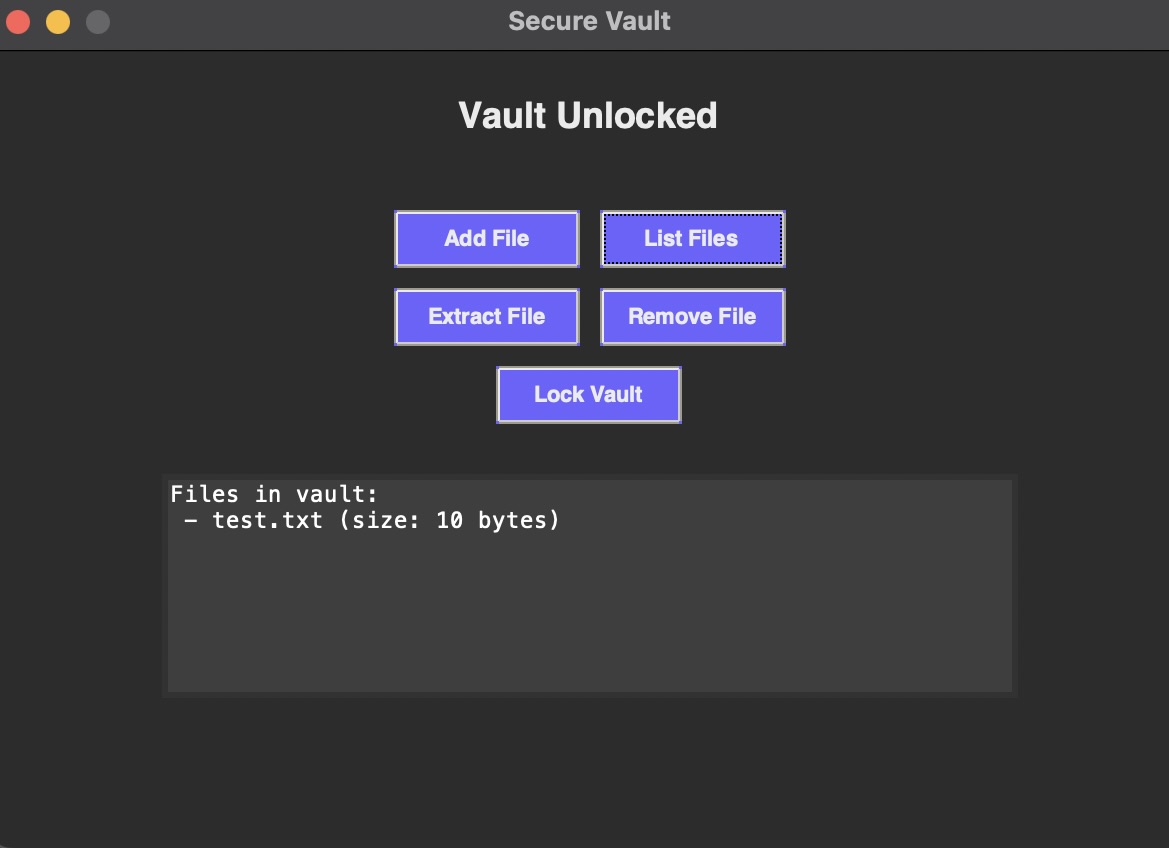 Secure Vault
Vault Unlocked
Add File
List Files
Extract File
Remove File
Lock Vault
Files in vault:
- test.txt (size: 10 bytes)